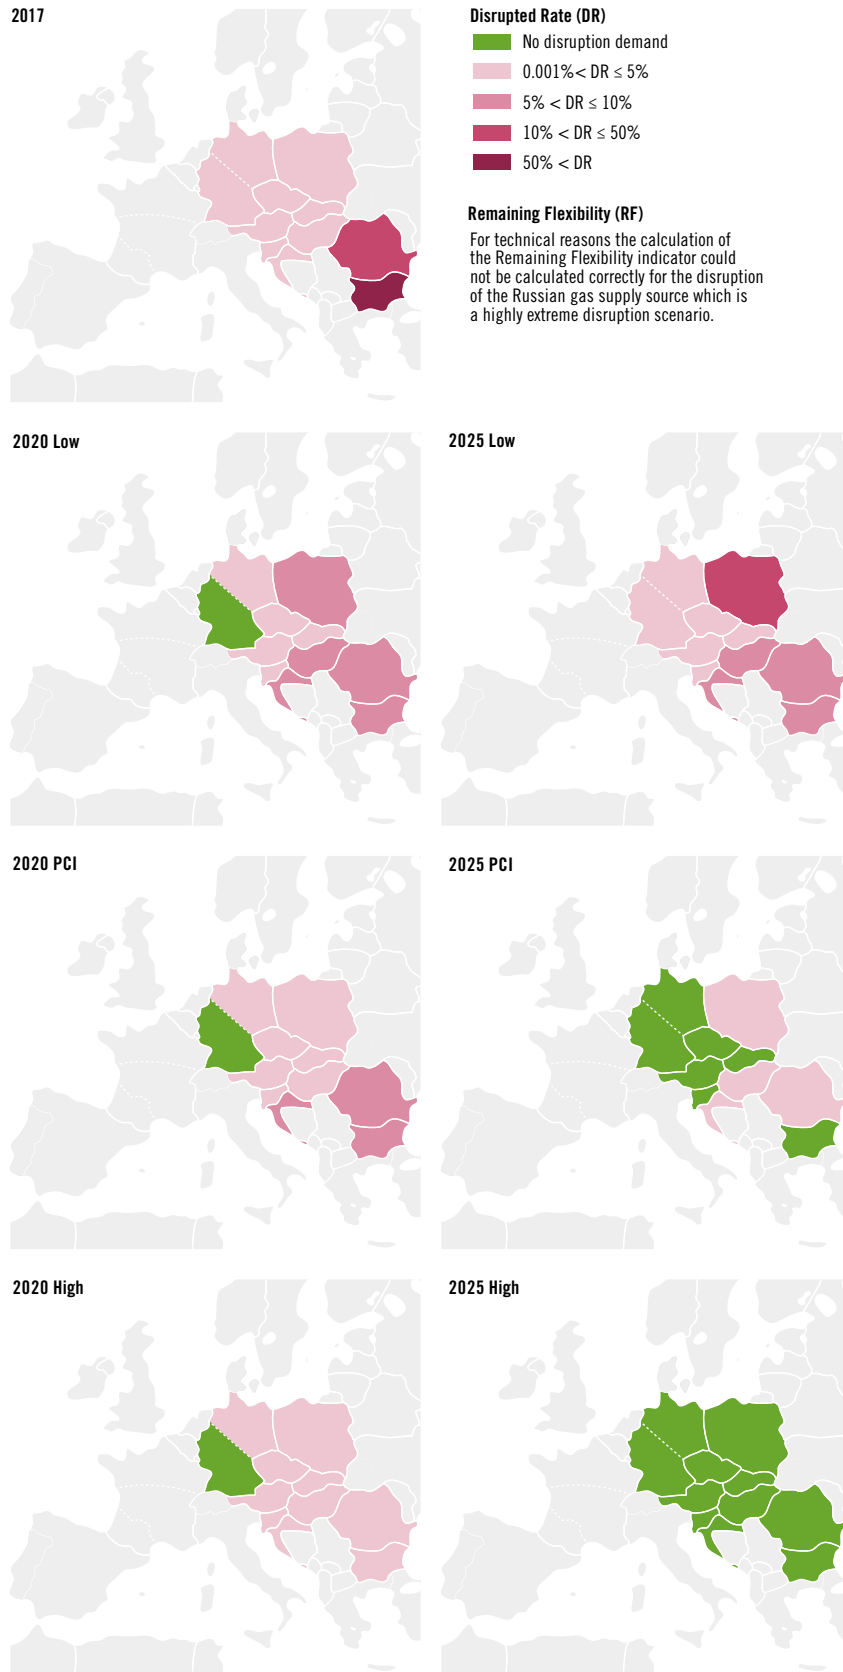 2017
Disrupted Rate (DR)
No disruption demand
0.001%< DR ≤ 5%
5% < DR ≤ 10%
10% < DR ≤ 50%
50% < DR
Remaining Flexibility (RF)
For technical reasons the calculation of
the Remaining Flexibility indicator could
not be calculated correctly for the disruption
of the Russian gas supply source which is
a highly extreme disruption scenario.
2020 Low
2025 Low
2020 PCI
2025 PCI
2020 High
2025 High